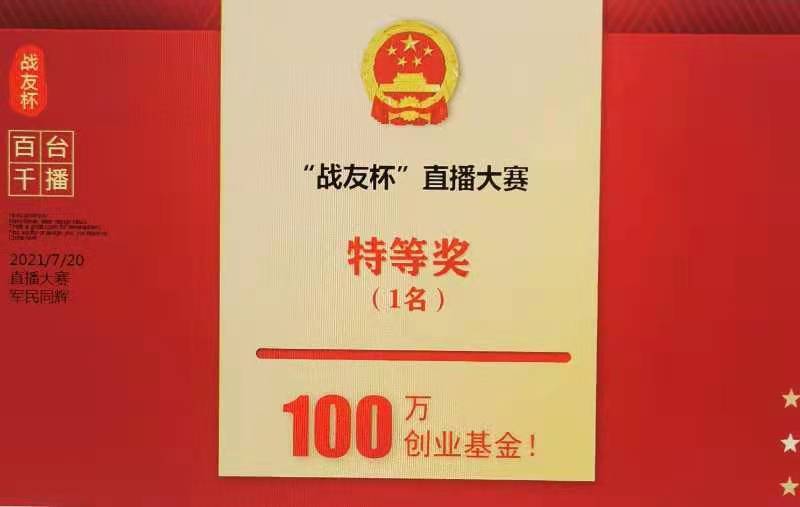 战友杯
百台
千播
2021/7/20
直播大赛
军民同辉
“战友杯”直播大赛
特等奖
（1名）
100万
创业基金！